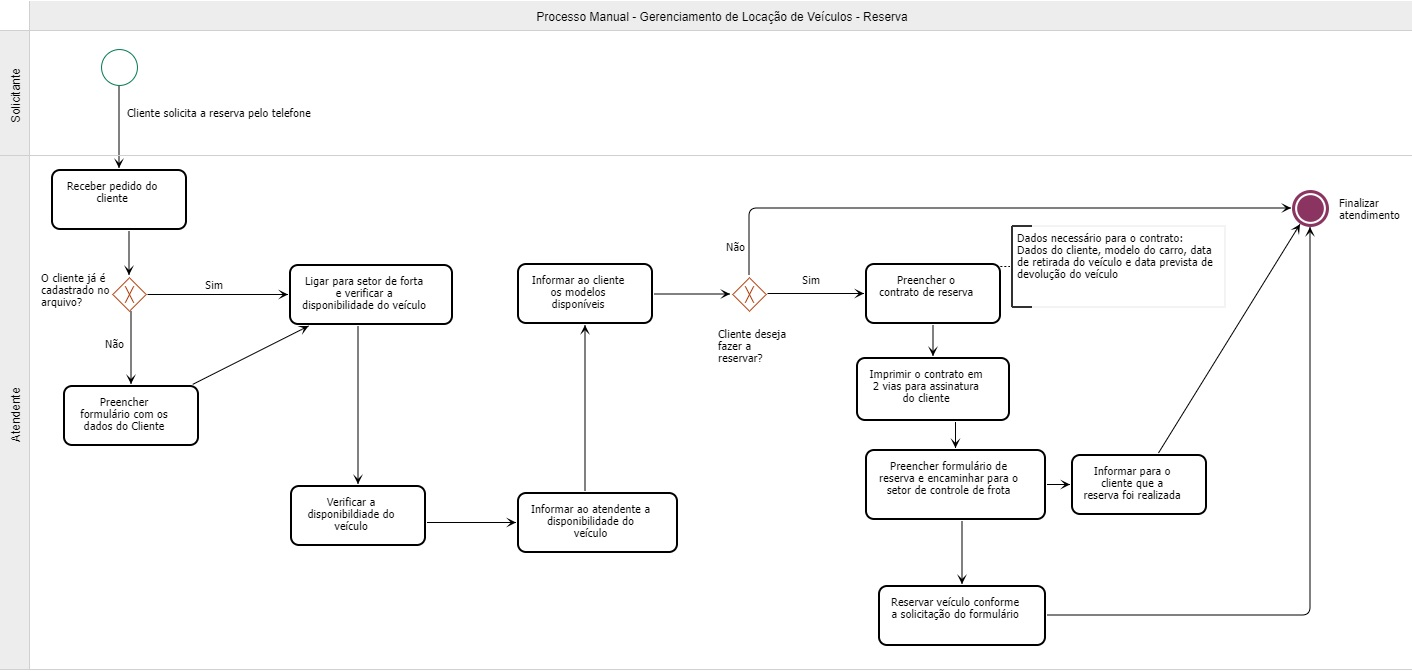 Processo Manual - Gerenciamento de Locação de Veículos - Reserva
Solicitante
Cliente solicita a reserva pelo telefone
Atendente
Receber pedido do
cliente
O cliente já é
cadastrado no
arquivo?
Sim
Não
Preencher
formulário com os
dados do Cliente
Ligar para setor de forta
e verificar a
disponibilidade do veículo
Verificar a
disponibildiade do
veículo
Informar ao atendente a
disponibilidade do
veículo
Informar ao cliente
os modelos
disponíveis
Cliente deseja
fazer a
reservar?
Não
Sim
Preencher o
contrato de reserva
Dados necessário para o contrato:
Dados do cliente, modelo do carro, data
de retirada do veículo e data prevista de
devolução do veículo
Imprimir o contrato em
2 vias para assinatura
do cliente
Preencher formulário de
reserva e encaminhar para o
setor de controle de frota
Informar para o
cliente que a
reserva foi realizada
Reservar veículo conforme
a solicitação do formulário
Finalizar
atendimento